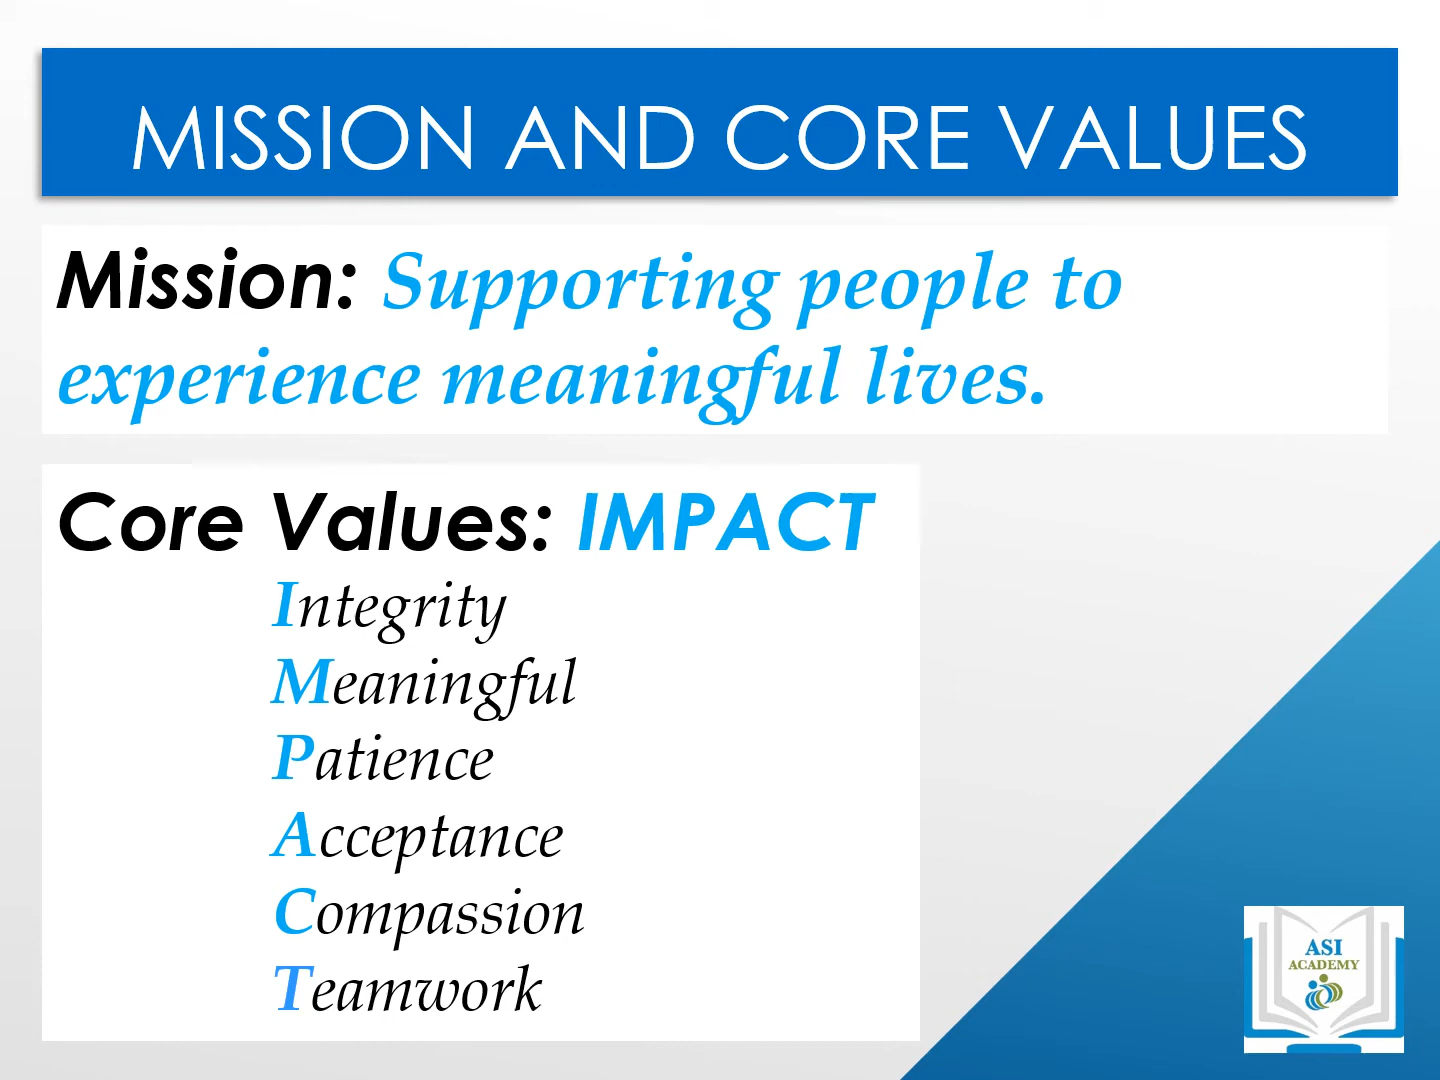 MISSION AND CORE VALUES
Mission: Supporting people to
experience meaningful lives.
Core Values: IMPACT
Integrity
Meaningful
Patience
Acceptance
Compassion
Teamwork
ASI
ACADEMY